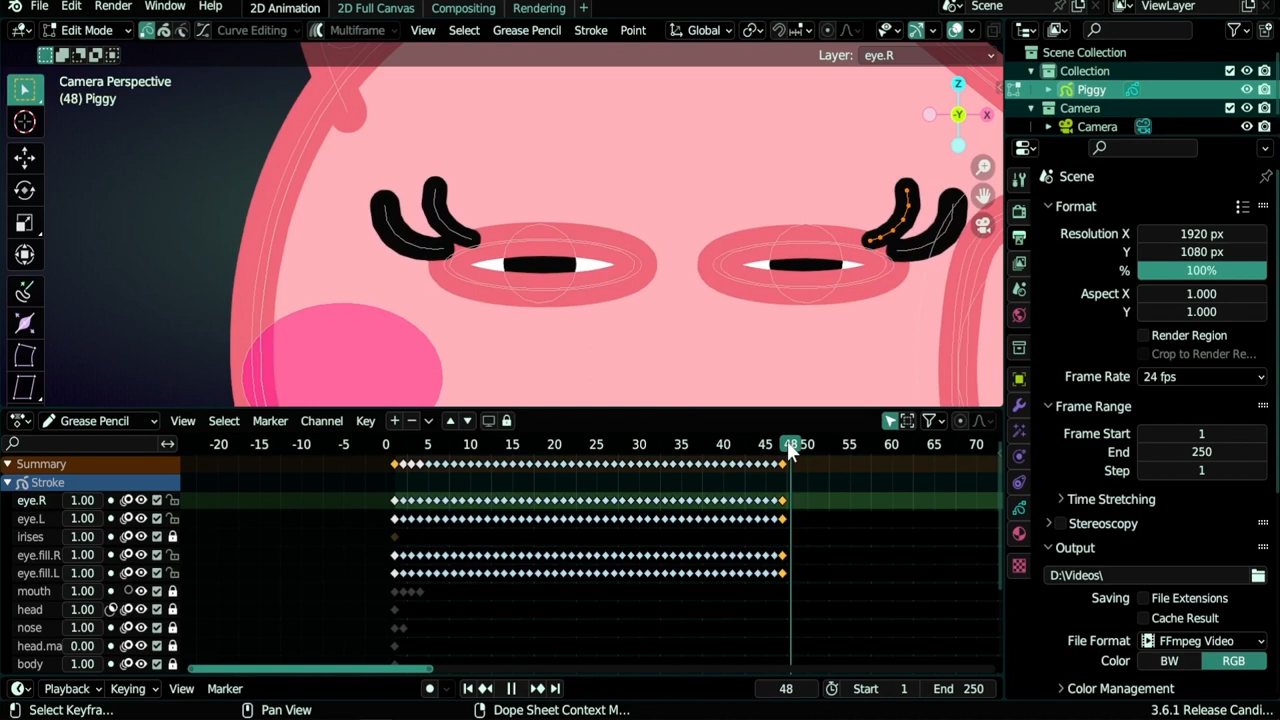 File Edit Render Window Help 2D Animation 2D Full Canvas Compositing Rendering + Scene ViewLayer
Edit Mode Curve Editing Multiframe View Select Grease Pencil Stroke Point Global
Layer: eye.R
Camera Perspective
(48) Piggy
Z
-Y
X
Scene Collection
Collection
Piggy
Camera
Camera
Scene
Format
Resolution X 1920 px
Y 1080 px
% 100%
Aspect X 1.000
Y 1.000
Render Region
Crop to Render Re...
Frame Rate 24 fps
Frame Range
Frame Start 1
End 250
Step 1
Time Stretching
Stereoscopy
Output
D:\Videos\
Saving File Extensions
Cache Result
File Format FFmpeg Video
Color BW RGB
Color Management
Grease Pencil View Select Marker Channel Key
-20 -15 -10 -5 0 5 10 15 20 25 30 35 40 45 48 50 55 60 65 70
Summary
Stroke
eye.R 1.00
eye.L 1.00
irises 1.00
eye.fill.R 1.00
eye.fill.L 1.00
mouth 1.00
head 1.00
nose 1.00
head.ma 0.00
body 1.00
Playback Keying View Marker 48 Start 1 End 250
Select Keyfra... Pan View Dope Sheet Context M... 3.6.1 Release Candi...